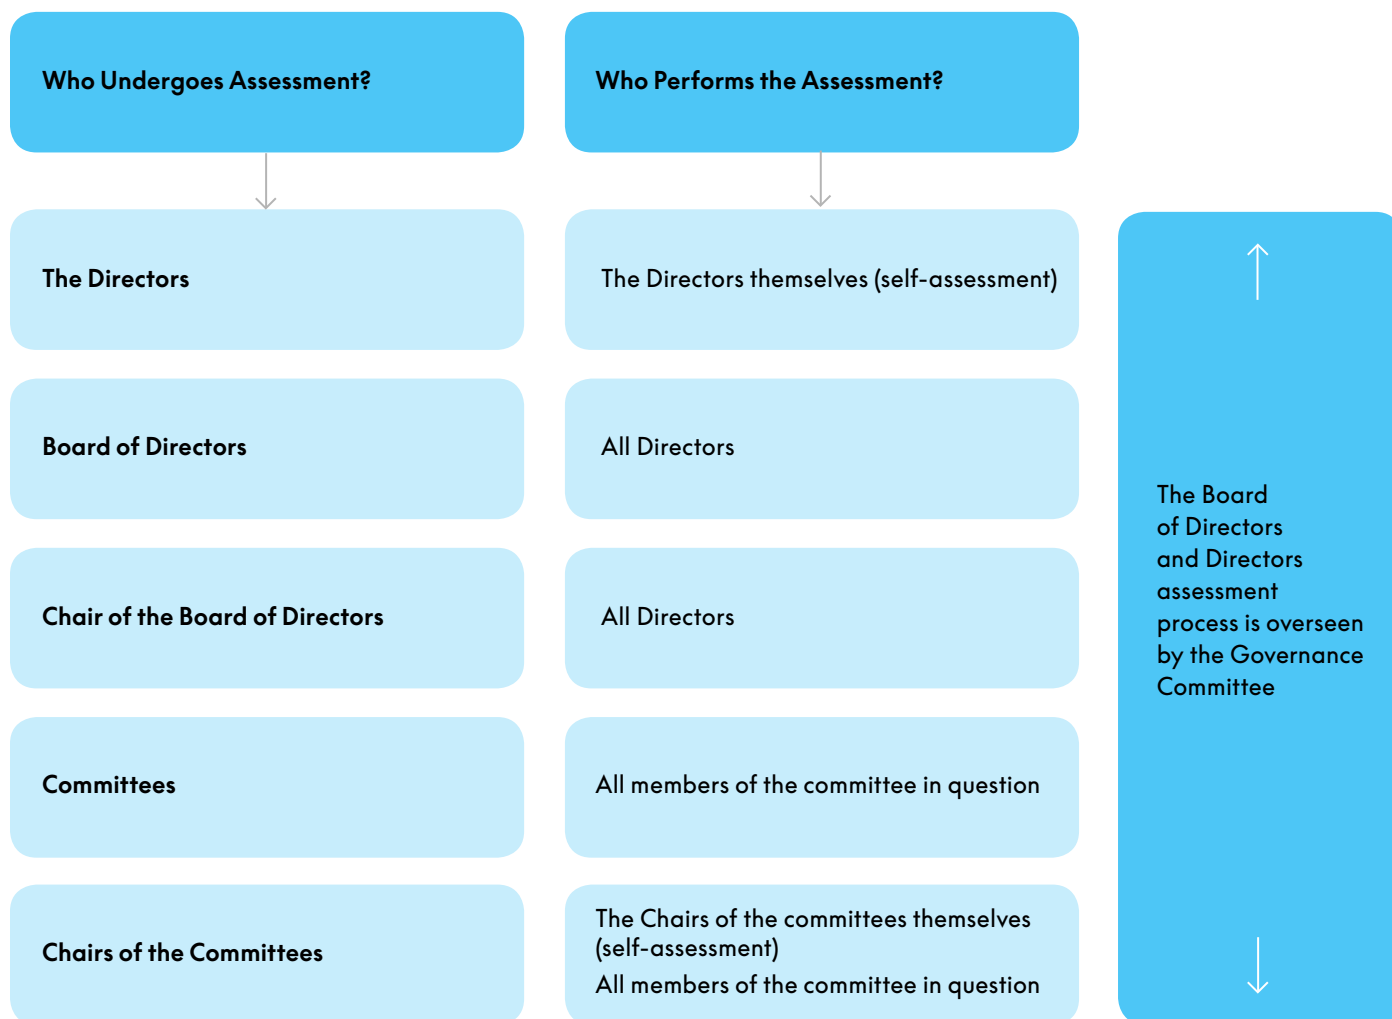 Who Undergoes Assessment?
Who Performs the Assessment?
The Directors
The Directors themselves (self-assessment)
Board of Directors
All Directors
Chair of the Board of Directors
All Directors
Committees
All members of the committee in question
Chairs of the Committees
The Chairs of the committees themselves
(self-assessment)
All members of the committee in question
The Board
of Directors
and Directors
assessment
process is overseen
by the Governance
Committee